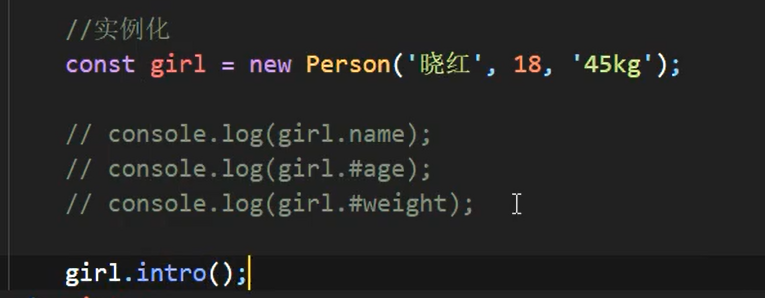 //实例化
const girl = new Person('晓红', 18, '45kg');
// console.log(girl.name);
// console.log(girl.#age);
// console.log(girl.#weight);
girl.intro();